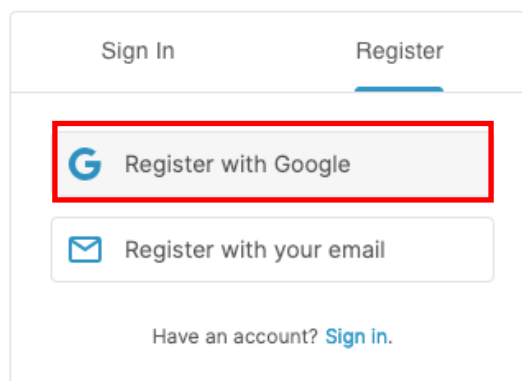 Sign In Register
Register with Google
Register with your email
Have an account? Sign in.